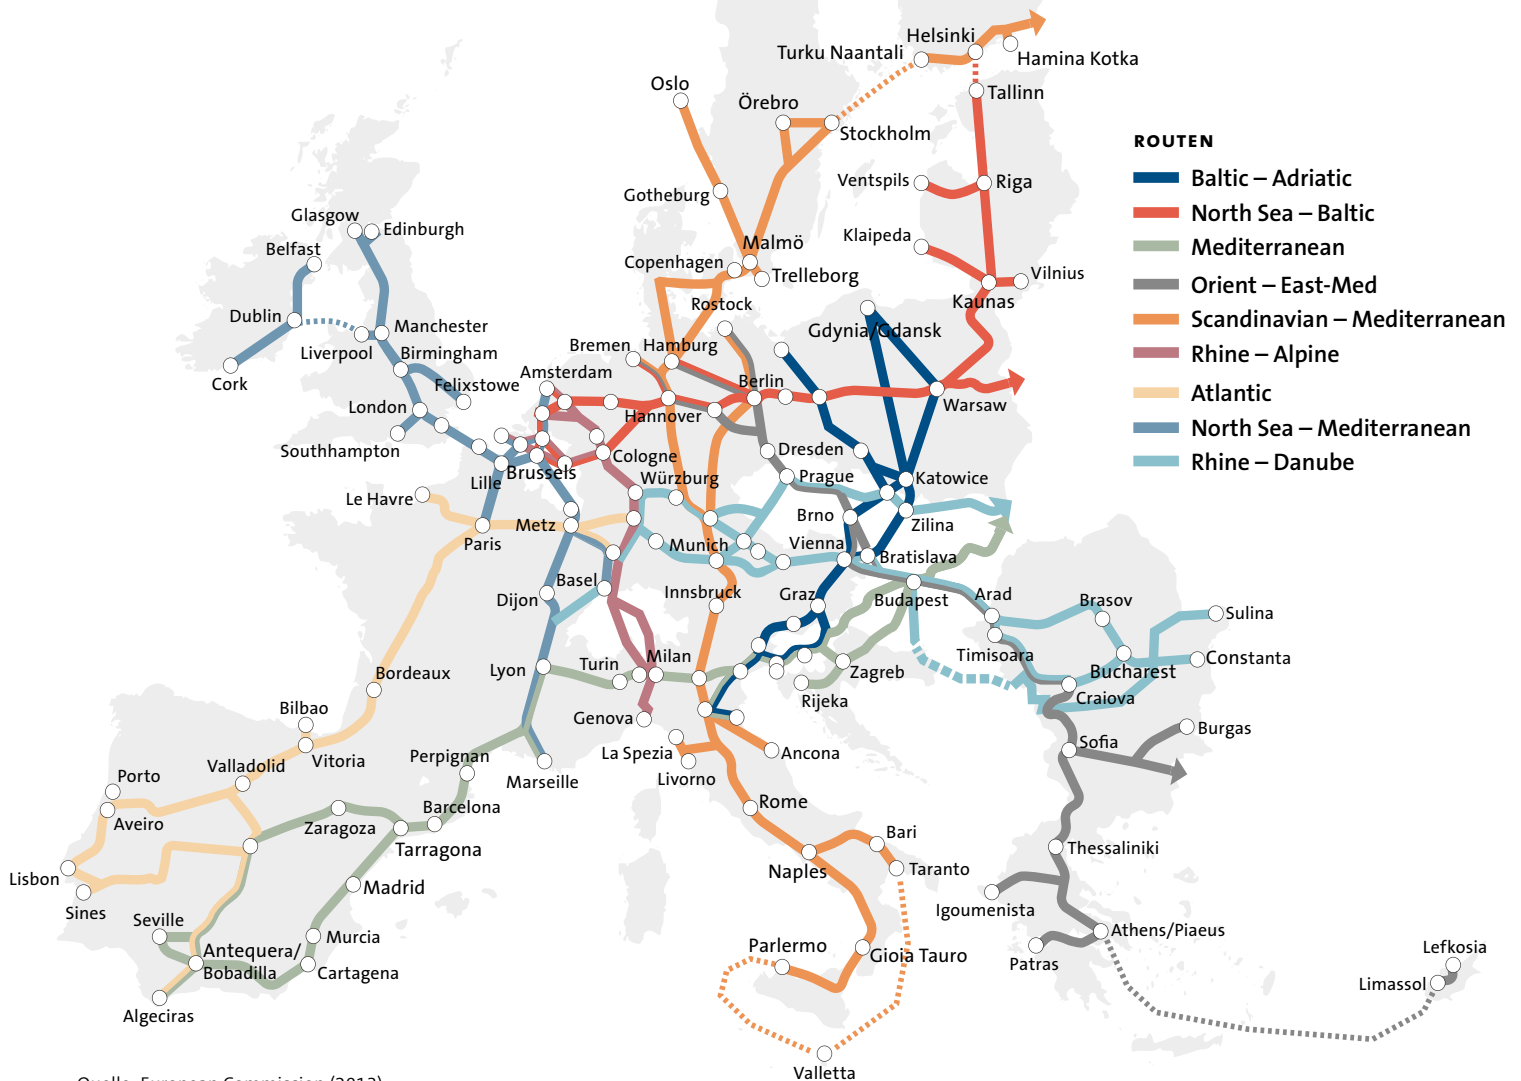 Helsinki
Turku Naantali
Hamina Kotka
Oslo
Örebro
Tallinn
Stockholm
ROUTEN
Baltic – Adriatic
North Sea – Baltic
Mediterranean
Orient – East-Med
Scandinavian – Mediterranean
Rhine – Alpine
Atlantic
North Sea – Mediterranean
Rhine – Danube
Ventspils
Riga
Gotheburg
Glasgow
Edinburgh
Belfast
Klaipeda
Malmö
Copenhagen
Trelleborg
Vilnius
Kaunas
Rostock
Dublin
Manchester
Liverpool
Gdynia/Gdansk
Bremen
Hamburg
Birmingham
Cork
Amsterdam
Felixstowe
Berlin
London
Hannover
Warsaw
Southhampton
Brussels
Cologne
Dresden
Lille
Le Havre
Würzburg
Prague
Katowice
Paris
Metz
Brno
Zilina
Munich
Vienna
Bratislava
Basel
Dijon
Innsbruck
Graz
Budapest
Arad
Brasov
Sulina
Timisoara
Lyon
Turin
Milan
Zagreb
Bucharest
Constanta
Bordeaux
Rijeka
Craiova
Bilbao
Genova
Burgas
Vitoria
La Spezia
Ancona
Sofia
Perpignan
Valladolid
Marseille
Livorno
Porto
Aveiro
Barcelona
Rome
Zaragoza
Tarragona
Bari
Thessaliniki
Naples
Taranto
Lisbon
Madrid
Sines
Igoumenista
Seville
Murcia
Antequera/
Bobadilla
Cartagena
Athens/Piaeus
Parlermo
Gioia Tauro
Patras
Lefkosia
Limassol
Algeciras
Valletta
Quelle: European Commission (2013)